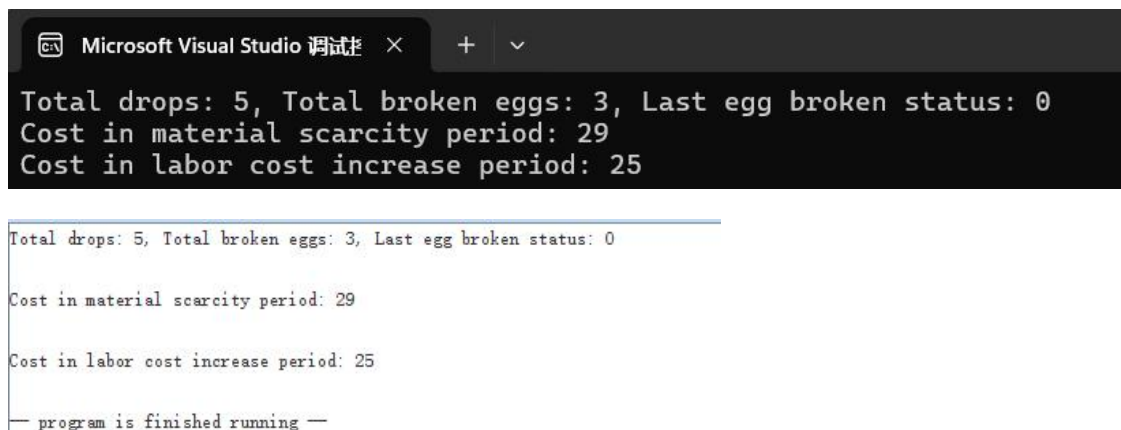 Microsoft Visual Studio 调试
Total drops: 5, Total broken eggs: 3, Last egg broken status: 0
Cost in material scarcity period: 29
Cost in labor cost increase period: 25
Total drops: 5, Total broken eggs: 3, Last egg broken status: 0
Cost in material scarcity period: 29
Cost in labor cost increase period: 25
— program is finished running —